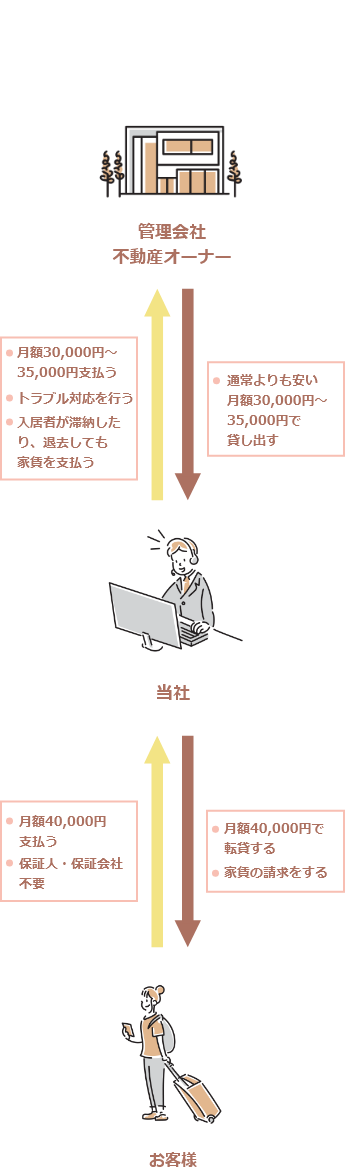 管理会社
不動産オーナー
月額30,000円～
35,000円支払う
トラブル対応を行う
入居者が滞納した
り、退去しても
家賃を支払う
通常よりも安い
月額30,000円～
35,000円で
貸し出す
当社
月額40,000円
支払う
保証人・保証会社
不要
月額40,000円で
転貸する
家賃の請求をする
お客様